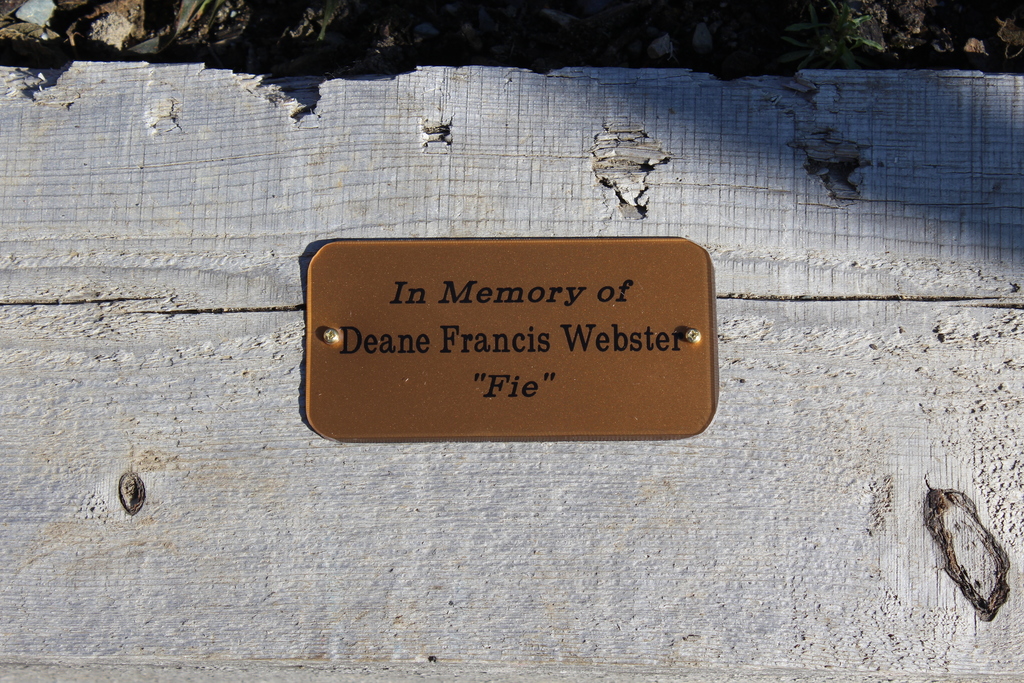 In Memory of
Deane Francis Webster
"Fie"